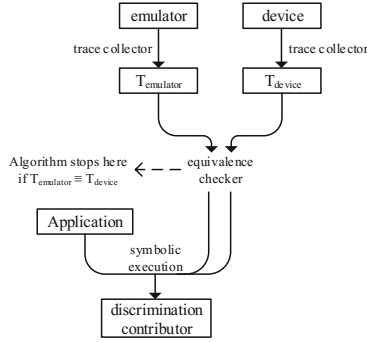 emulator
device
trace collector
trace collector
T_emulator
T_device
Algorithm stops here
if T_emulator ≡ T_device
equivalence
checker
Application
symbolic
execution
discrimination
contributor